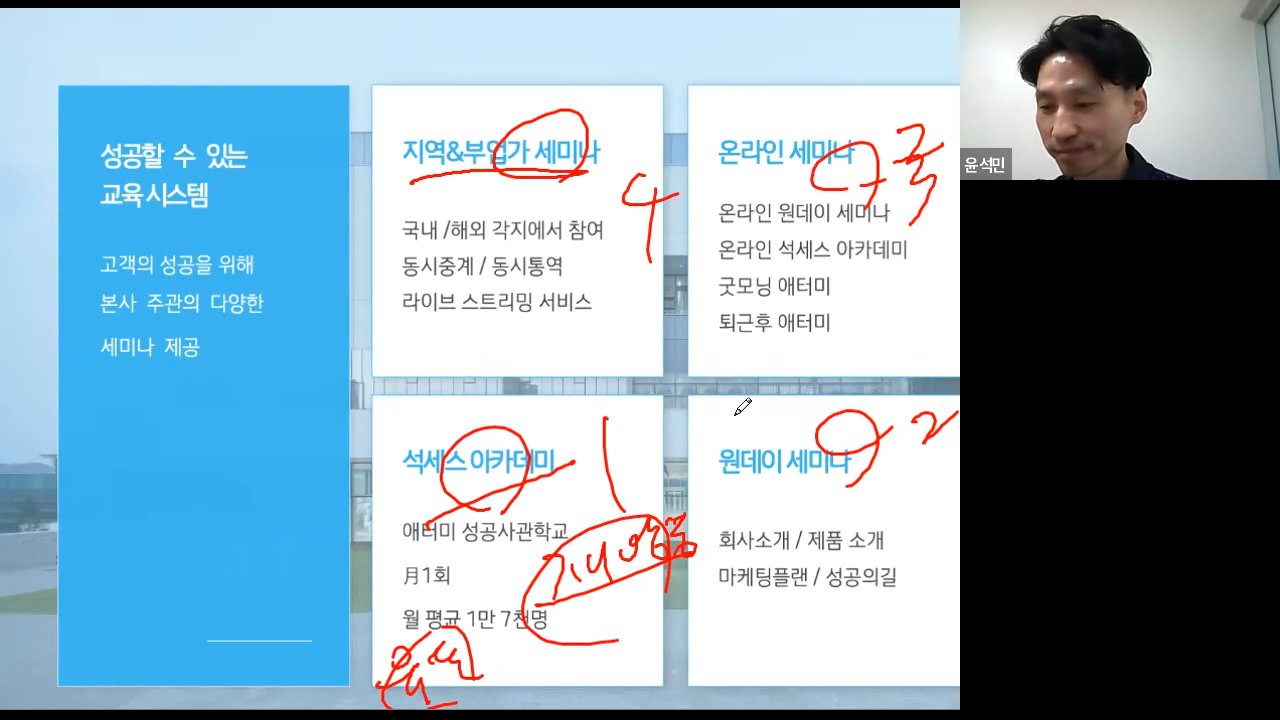 성공할 수 있는
교육 시스템
고객의 성공을 위해
본사 주관의 다양한
세미나 제공
지역&부업가 세미나
국내 /해외 각지에서 참여
동시중계 / 동시통역
라이브 스트리밍 서비스
4
온라인 세미나
온라인 원데이 세미나
온라인 석세스 아카데미
굿모닝 애터미
퇴근후 애터미
석세스 아카데미
애터미 성공사관학교
月1회
월 평균 1만 7천명
1
원데이 세미나
회사소개 / 제품 소개
마케팅플랜 / 성공의길
2
윤석민